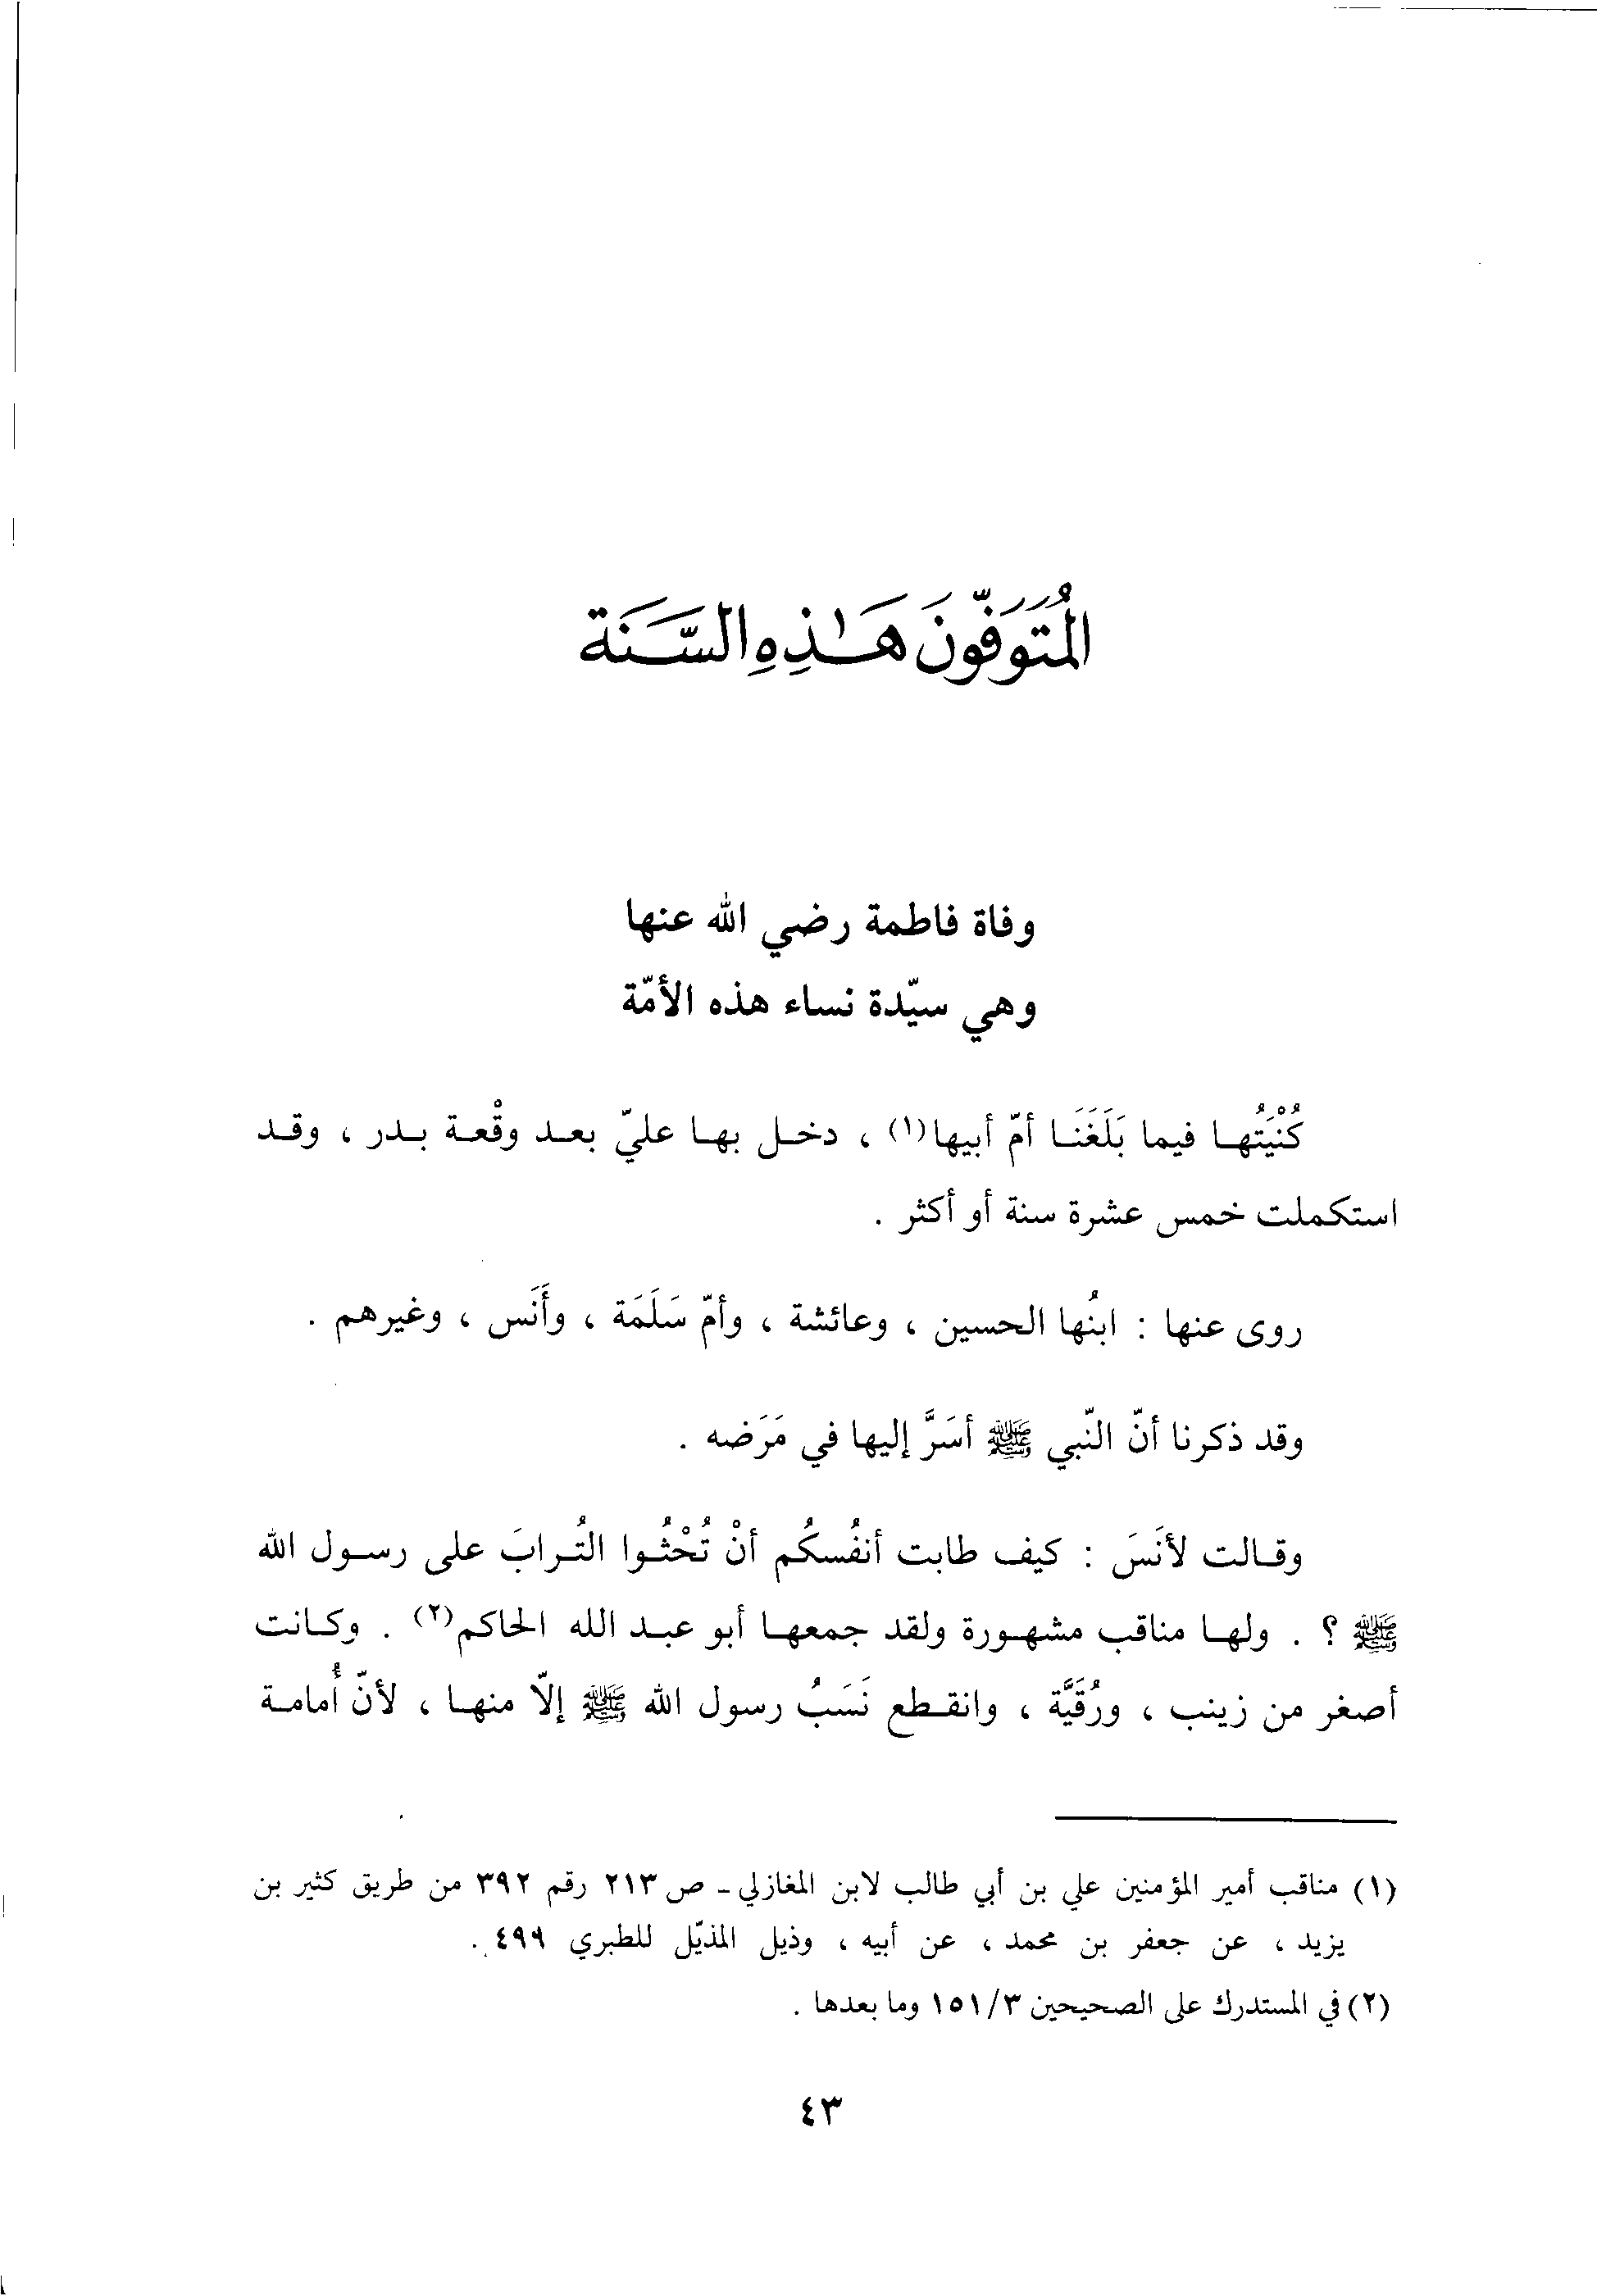 المُتَوَفَّوْنَ هَـٰذِهِ السَّـنَة
وفاة فاطمة رضي الله عنها
وهي سيّدة نساء هذه الأمّة
كُنْيَتُها فيما بَلَغَنَا أمّ أبيها(١) ، دخل بها عليّ بعد وقْعة بدر ، وقد
استكملت خمس عشرة سنة أو أكثر .
روى عنها : ابنُها الحسين ، وعائشة ، وأمّ سَلَمَة ، وأَنَس ، وغيرهم .
وقد ذكرنا أنّ النّبي ﷺ أسَرَّ إليها في مَرَضه .
وقالت لأنَسَ : كيف طابت أنفُسكُم أنْ تُحْثُوا التُرابَ على رسول الله
ﷺ ؟ . ولها مناقب مشهورة ولقد جمعها أبو عبد الله الحاكم(٢) . وكانت
أصغر من زينب ، ورُقَيَّة ، وانقطع نَسَبُ رسول الله ﷺ إلّا منها ، لأنّ أُمامة
(١) مناقب أمير المؤمنين علي بن أبي طالب لابن المغازلي - ص ٢١٣ رقم ٣٩٢ من طريق كثير بن
يزيد ، عن جعفر بن محمد ، عن أبيه ، وذيل المذيّل للطبري ٤٩٩ .
(٢) في المستدرك على الصحيحين ١٥١/٣ وما بعدها .
٤٣